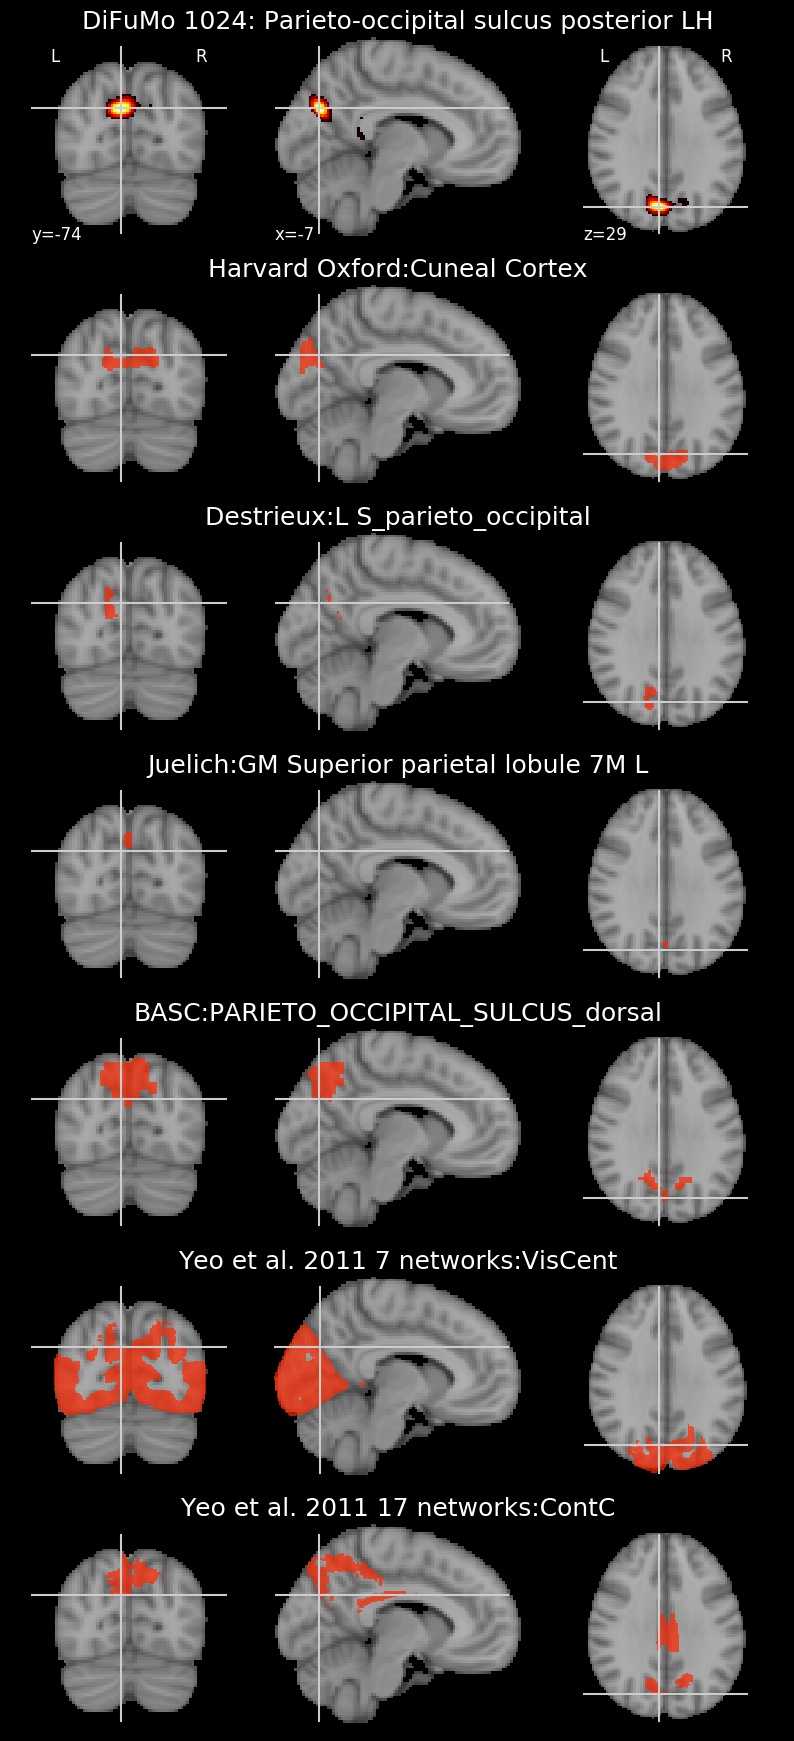 DiFuMo 1024: Parieto-occipital sulcus posterior LH
L R L R
y=-74 x=-7 z=29
Harvard Oxford:Cuneal Cortex
Destrieux:L S_parieto_occipital
Juelich:GM Superior parietal lobule 7M L
BASC:PARIETO_OCCIPITAL_SULCUS_dorsal
Yeo et al. 2011 7 networks:VisCent
Yeo et al. 2011 17 networks:ContC